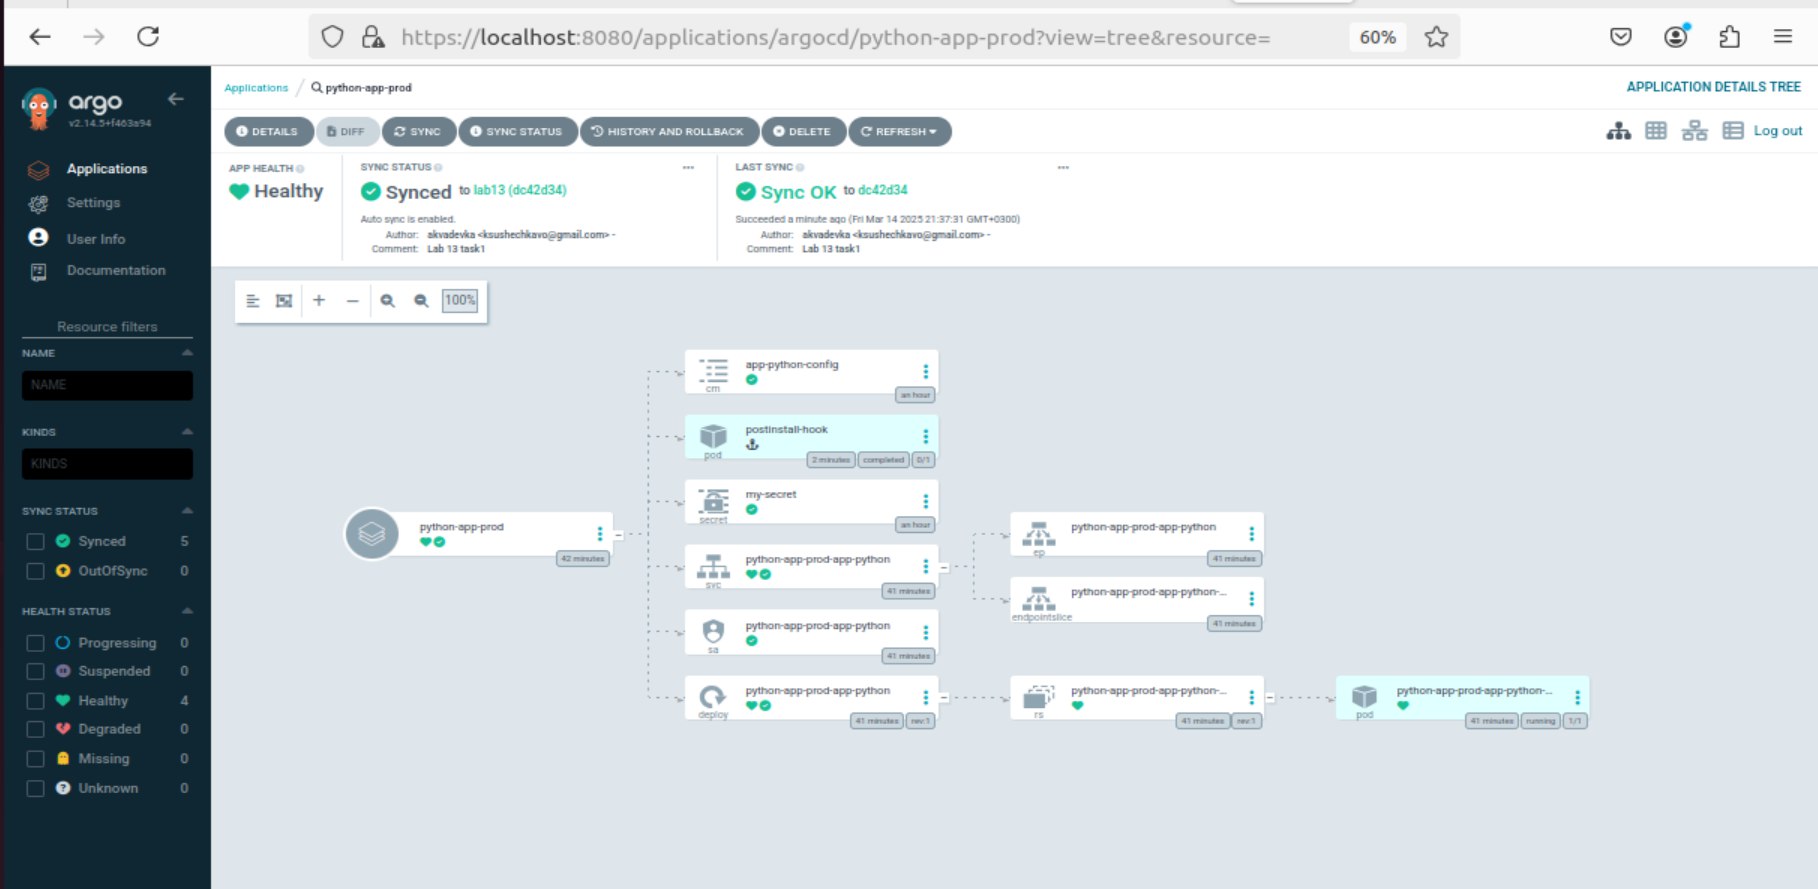 https://localhost:8080/applications/argocd/python-app-prod?view=tree&resource=
60%
argo
v2.14.5+f463a94
Applications
Settings
User Info
Documentation
Resource filters
NAME
NAME
KINDS
KINDS
SYNC STATUS
Synced 5
OutOfSync 0
HEALTH STATUS
Progressing 0
Suspended 0
Healthy 4
Degraded 0
Missing 0
Unknown 0
Applications / python-app-prod
APPLICATION DETAILS TREE
DETAILS DIFF SYNC SYNC STATUS HISTORY AND ROLLBACK DELETE REFRESH
Log out
APP HEALTH
Healthy
SYNC STATUS
Synced to lab13 (dc42d34)
Auto sync is enabled.
Author: akvadevka <ksushechkavo@gmail.com> -
Comment: Lab 13 task1
LAST SYNC
Sync OK to dc42d34
Succeeded a minute ago (Fri Mar 14 2025 21:37:31 GMT+0300)
Author: akvadevka <ksushechkavo@gmail.com> -
Comment: Lab 13 task1
100%
python-app-prod
42 minutes
app-python-config
cm
an hour
postinstall-hook
pod
2 minutes completed 0/1
my-secret
secret
an hour
python-app-prod-app-python
svc
41 minutes
python-app-prod-app-python
sa
41 minutes
python-app-prod-app-python
deploy
41 minutes rev:1
python-app-prod-app-python
ep
41 minutes
python-app-prod-app-python-...
endpointslice
41 minutes
python-app-prod-app-python-...
rs
41 minutes rev:1
python-app-prod-app-python-...
pod
41 minutes running 1/1